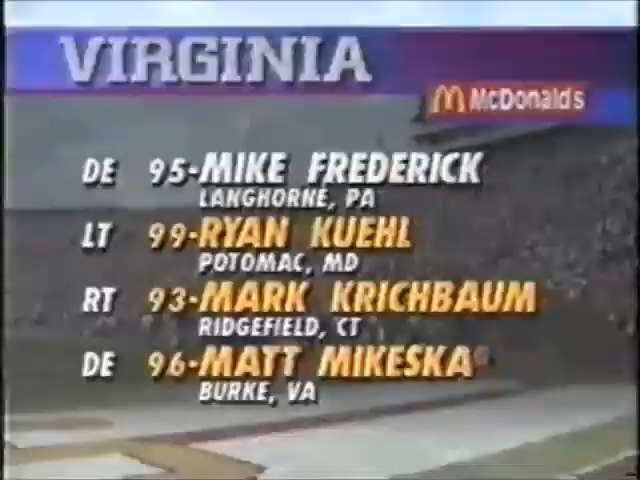 VIRGINIA
McDonald's
DE 95-MIKE FREDERICK
LANGHORNE, PA
LT 99-RYAN KUEHL
POTOMAC, MD
RT 93-MARK KRICHBAUM
RIDGEFIELD, CT
DE 96-MATT MIKESKA
BURKE, VA